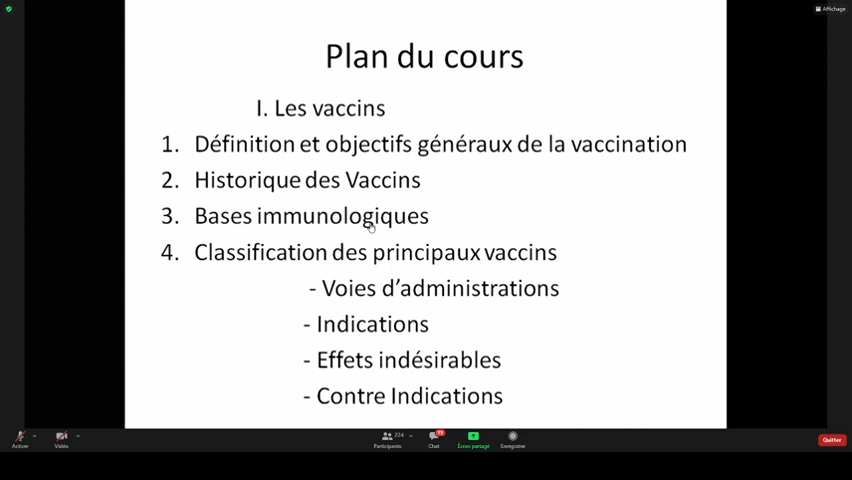 Affichage
Plan du cours
I. Les vaccins
1. Définition et objectifs généraux de la vaccination
2. Historique des Vaccins
3. Bases immunologiques
4. Classification des principaux vaccins
- Voies d’administrations
- Indications
- Effets indésirables
- Contre Indications
Activer Vidéo Participants 224 Chat Écran partagé Enregistrer Quitter